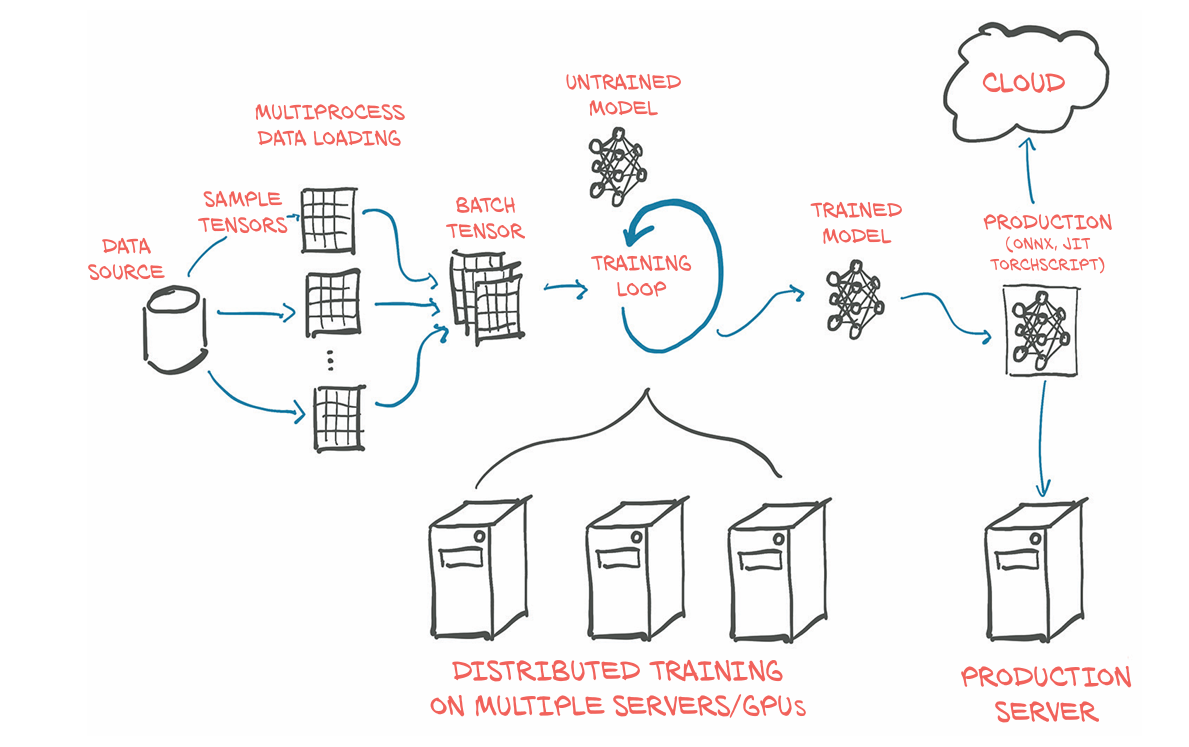 MULTIPROCESS
DATA LOADING
UNTRAINED
MODEL
CLOUD
SAMPLE
TENSORS
BATCH
TENSOR
DATA
SOURCE
TRAINING
LOOP
TRAINED
MODEL
PRODUCTION
(ONNX, JIT
TORCHSCRIPT)
DISTRIBUTED TRAINING
ON MULTIPLE SERVERS/GPUs
PRODUCTION
SERVER